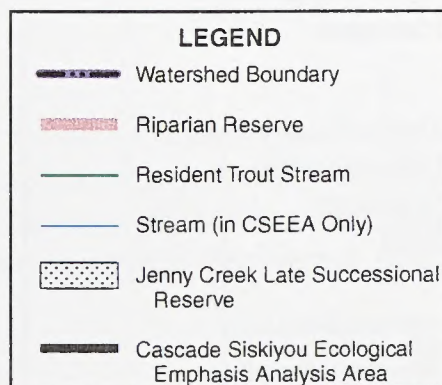 LEGEND
Watershed Boundary
Riparian Reserve
Resident Trout Stream
Stream (in CSEEA Only)
Jenny Creek Late Successional
Reserve
Cascade Siskiyou Ecological
Emphasis Analysis Area